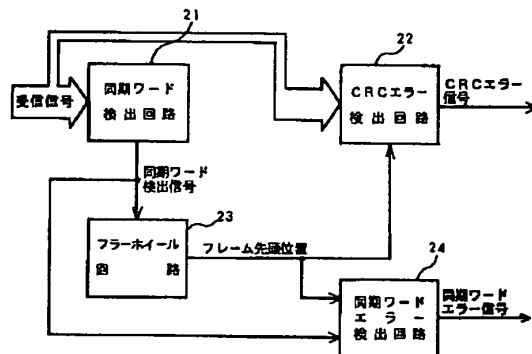 21
受信信号
同期ワード
検出回路
22
CRCエラー
検出回路
CRCエラー
信号
同期ワード
検出信号
23
フラーホイール
回路
フレーム先頭位置
24
同期ワード
エラー
検出回路
同期ワード
エラー信号